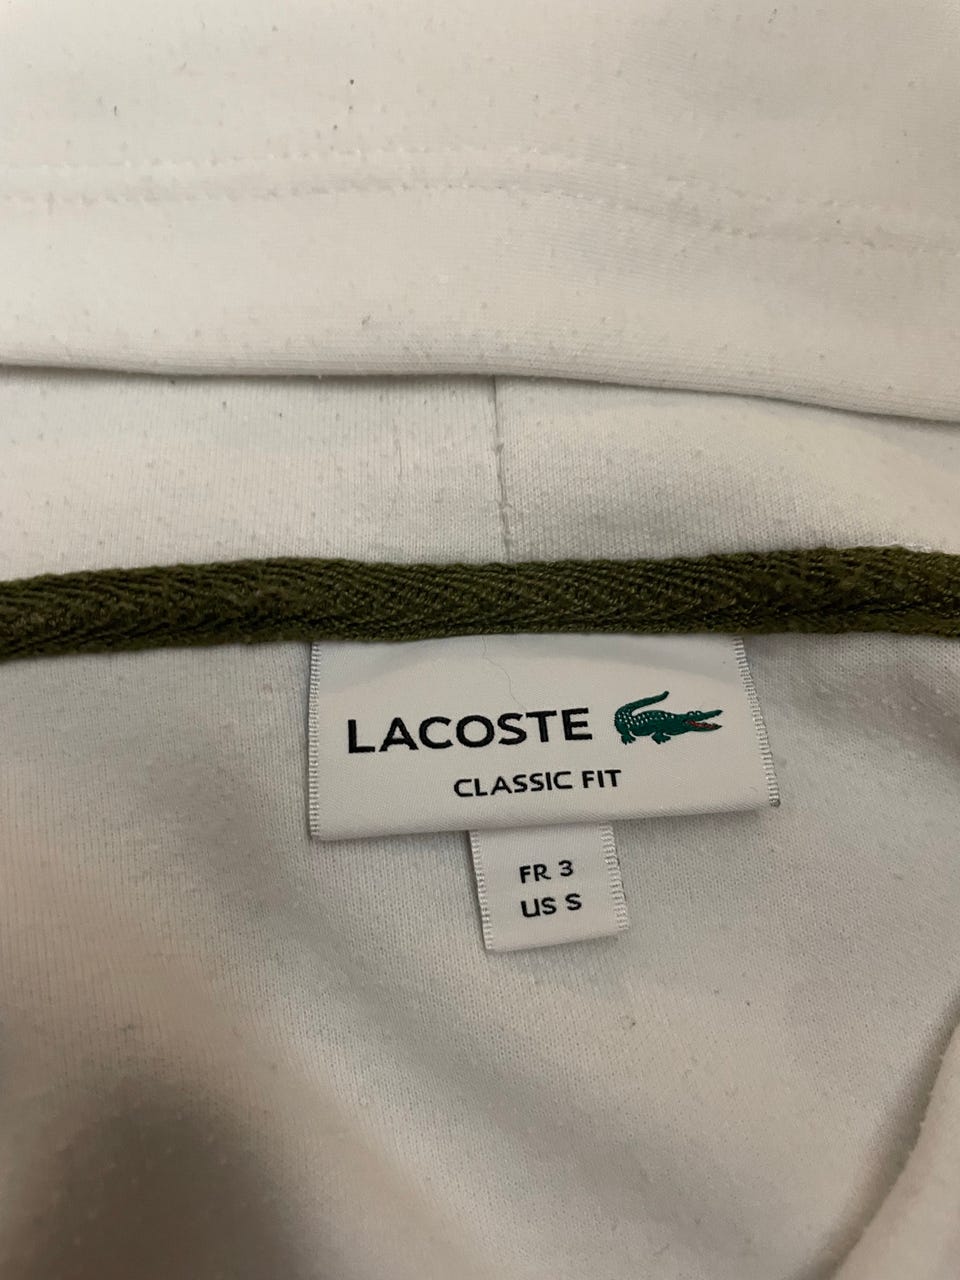 LACOSTE
CLASSIC FIT
FR 3
US S